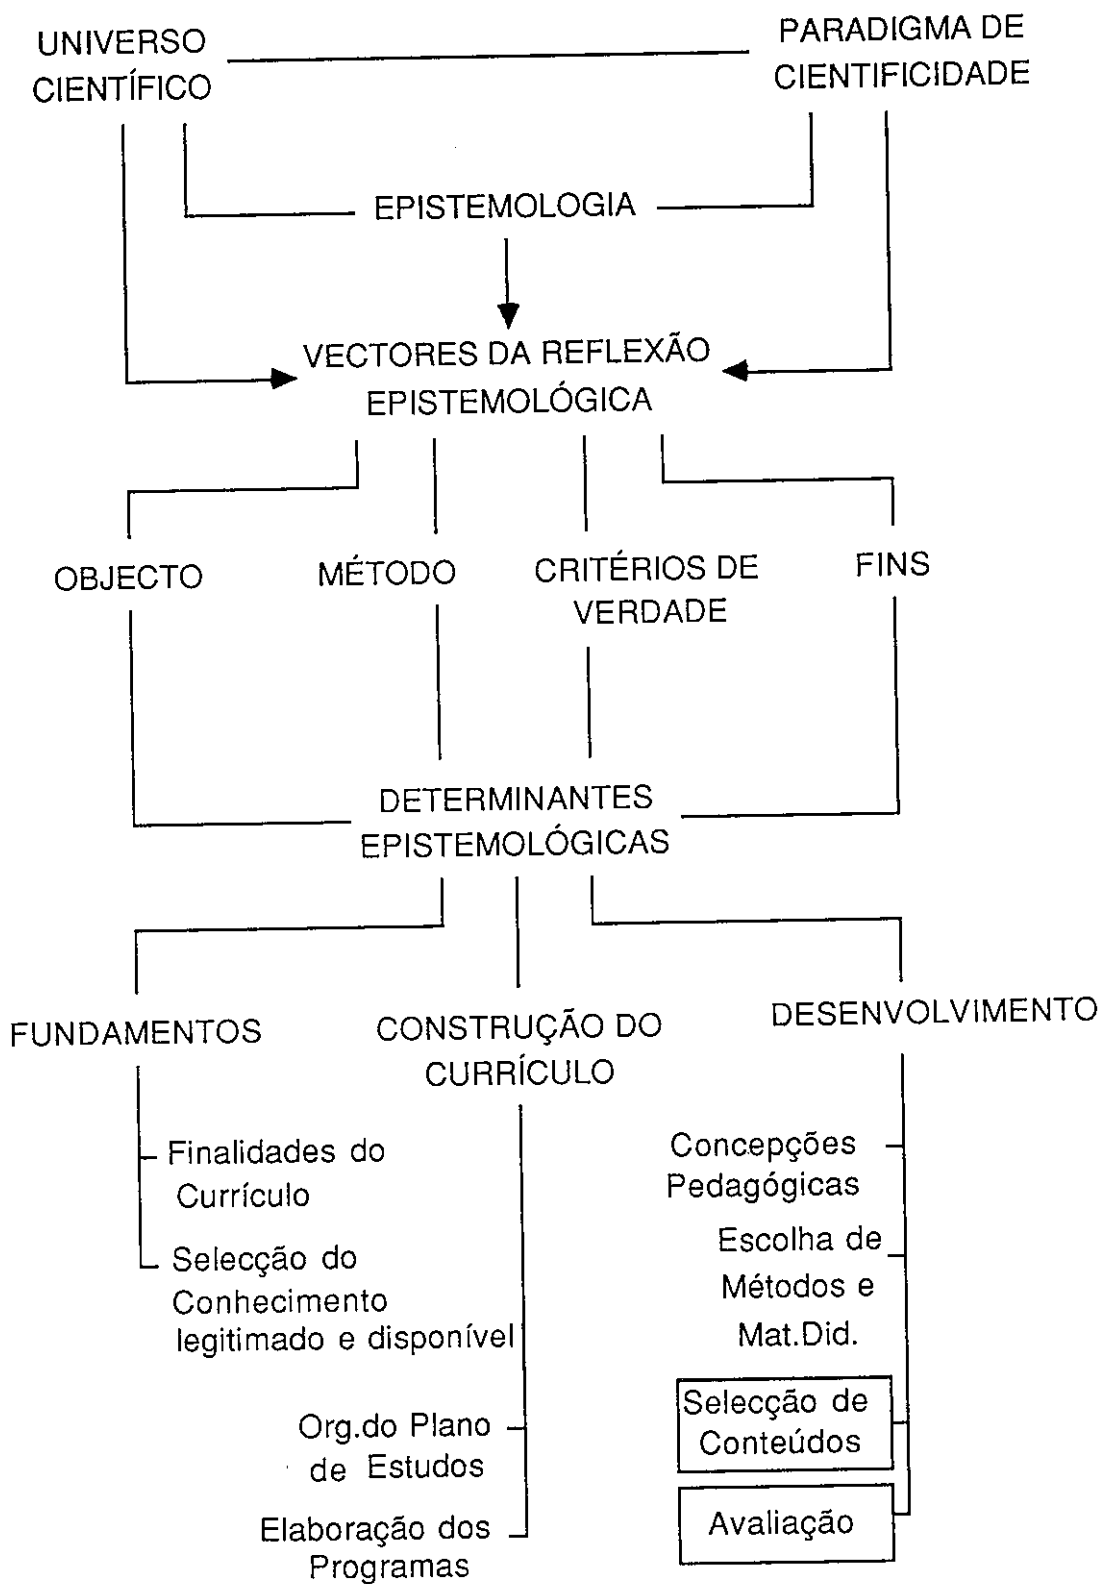 UNIVERSO
CIENTÍFICO
PARADIGMA DE
CIENTIFICIDADE
EPISTEMOLOGIA
VECTORES DA REFLEXÃO
EPISTEMOLÓGICA
OBJECTO
MÉTODO
CRITÉRIOS DE
VERDADE
FINS
DETERMINANTES
EPISTEMOLÓGICAS
FUNDAMENTOS
CONSTRUÇÃO DO
CURRÍCULO
DESENVOLVIMENTO
Finalidades do
Currículo
Selecção do
Conhecimento
legitimado e disponível
Org.do Plano
de Estudos
Elaboração dos
Programas
Concepções
Pedagógicas
Escolha de
Métodos e
Mat.Did.
Selecção de
Conteúdos
Avaliação